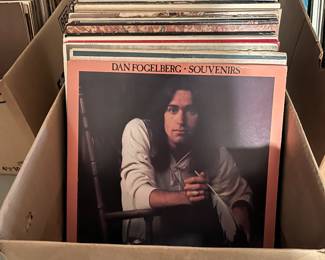 DAN FOGELBERG • SOUVENIRS